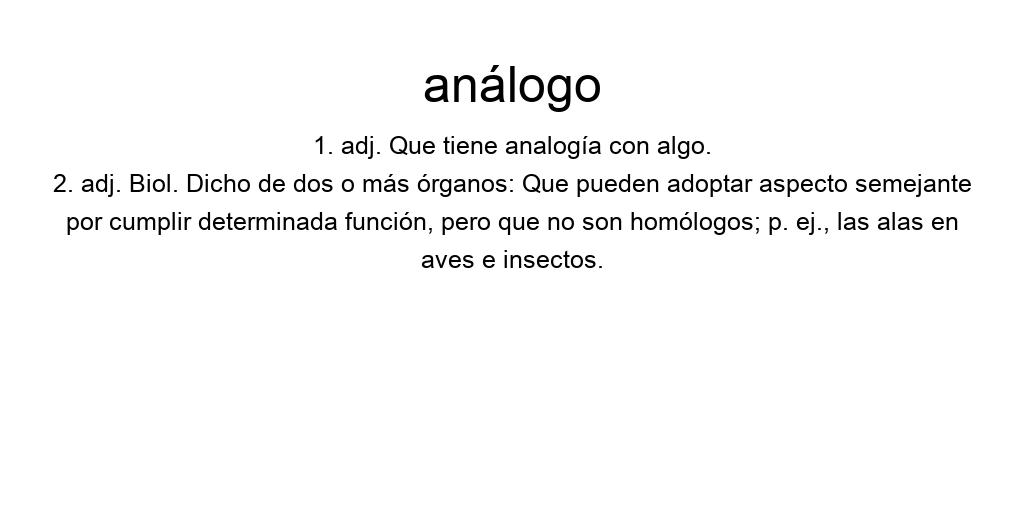 análogo
1. adj. Que tiene analogía con algo.
2. adj. Biol. Dicho de dos o más órganos: Que pueden adoptar aspecto semejante
por cumplir determinada función, pero que no son homólogos; p. ej., las alas en
aves e insectos.